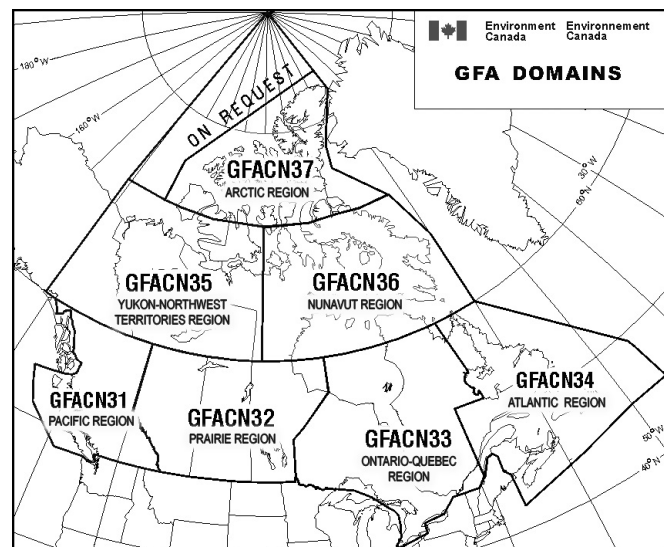 Environment Environnement
Canada Canada
GFA DOMAINS
180°W
160°W
ON REQUEST
GFACN37
ARCTIC REGION
30°W
60°N
GFACN35
YUKON-NORTHWEST
TERRITORIES REGION
GFACN36
NUNAVUT REGION
GFACN31
PACIFIC REGION
GFACN32
PRAIRIE REGION
GFACN33
ONTARIO-QUEBEC
REGION
GFACN34
ATLANTIC REGION
50°W
40°N